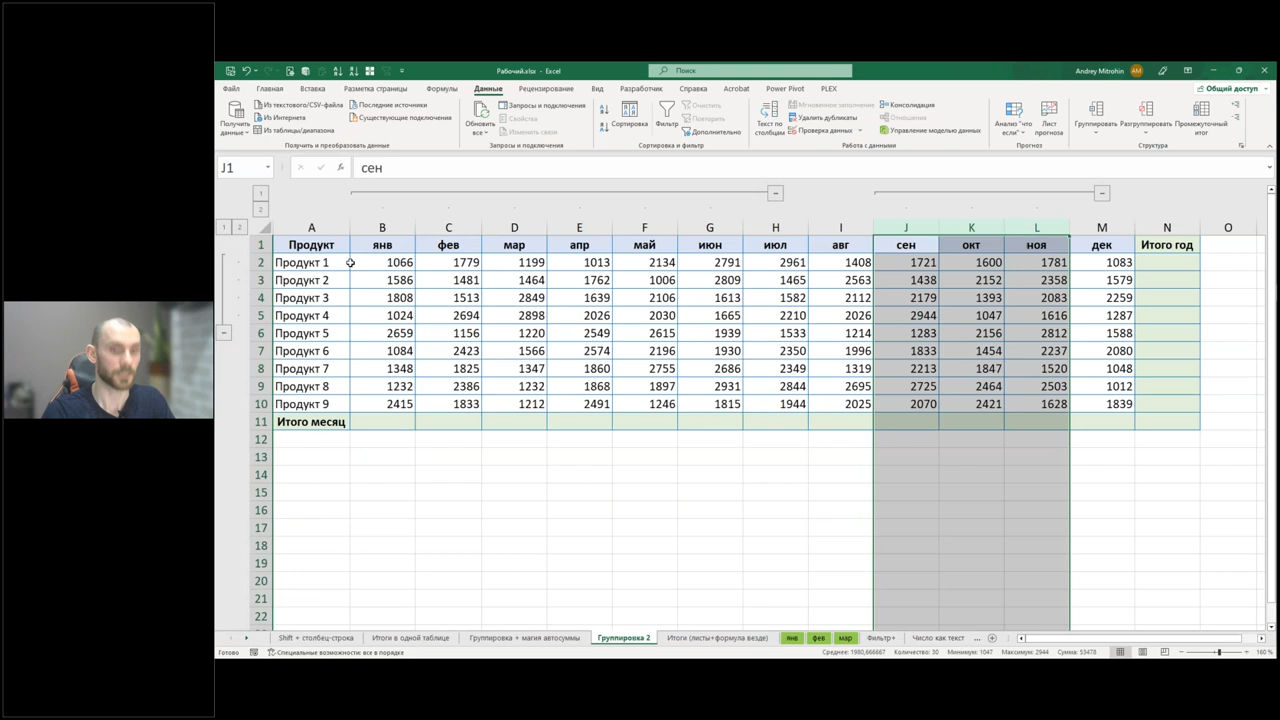 Рабочий.xlsx - Excel
Поиск
Andrey Mitrohin
AM
Файл Главная Вставка Разметка страницы Формулы Данные Рецензирование Вид Разработчик Справка Acrobat Power Pivot PLEX
Общий доступ
Получить данные
Из текстового/CSV-файла
Из Интернета
Из таблицы/диапазона
Последние источники
Существующие подключения
Получить и преобразовать данные
Обновить все
Запросы и подключения
Свойства
Изменить связи
Запросы и подключения
Сортировка
Фильтр
Очистить
Повторить
Дополнительно
Сортировка и фильтр
Текст по столбцам
Мгновенное заполнение
Удалить дубликаты
Проверка данных
Консолидация
Отношения
Управление моделью данных
Работа с данными
Анализ "что если"
Лист прогноза
Прогноз
Группировать
Разгруппировать
Промежуточный итог
Структура
J1 fx сен
1
2
1 2
A B C D E F G H I J K L M N O
1 Продукт янв фев мар апр май июн июл авг сен окт ноя дек Итого год
2 Продукт 1 1066 1779 1199 1013 2134 2791 2961 1408 1721 1600 1781 1083
3 Продукт 2 1586 1481 1464 1762 1006 2809 1465 2563 1438 2152 2358 1579
4 Продукт 3 1808 1513 2849 1639 2106 1613 1582 2112 2179 1393 2083 2259
5 Продукт 4 1024 2694 2898 2026 2030 1665 2210 2026 2944 1047 1816 1287
6 Продукт 5 2659 1156 1220 2549 2615 1939 1533 1214 1283 2156 2812 1588
7 Продукт 6 1084 2423 1566 2574 2196 1930 2350 1996 1833 1454 2237 2080
8 Продукт 7 1348 1825 1347 1860 2755 2686 2349 1319 2213 1847 1520 1048
9 Продукт 8 1232 2386 1232 1868 1897 2931 2844 2695 2725 2464 2503 1012
10 Продукт 9 2415 1833 1212 2491 1246 1815 1944 2025 2070 2421 1628 1839
11 Итого месяц
12
13
14
15
16
17
18
19
20
21
22
Shift + столбец-строка Итоги в одной таблице Группировка + магия автосуммы Группировка 2 Итоги (листы+формула везде) янв фев мар Фильтр+ Число как текст ...
Готово Специальные возможности: все в порядке Среднее: 1980,666667 Количество: 30 Минимум: 1047 Максимум: 2944 Сумма: 53478 160 %